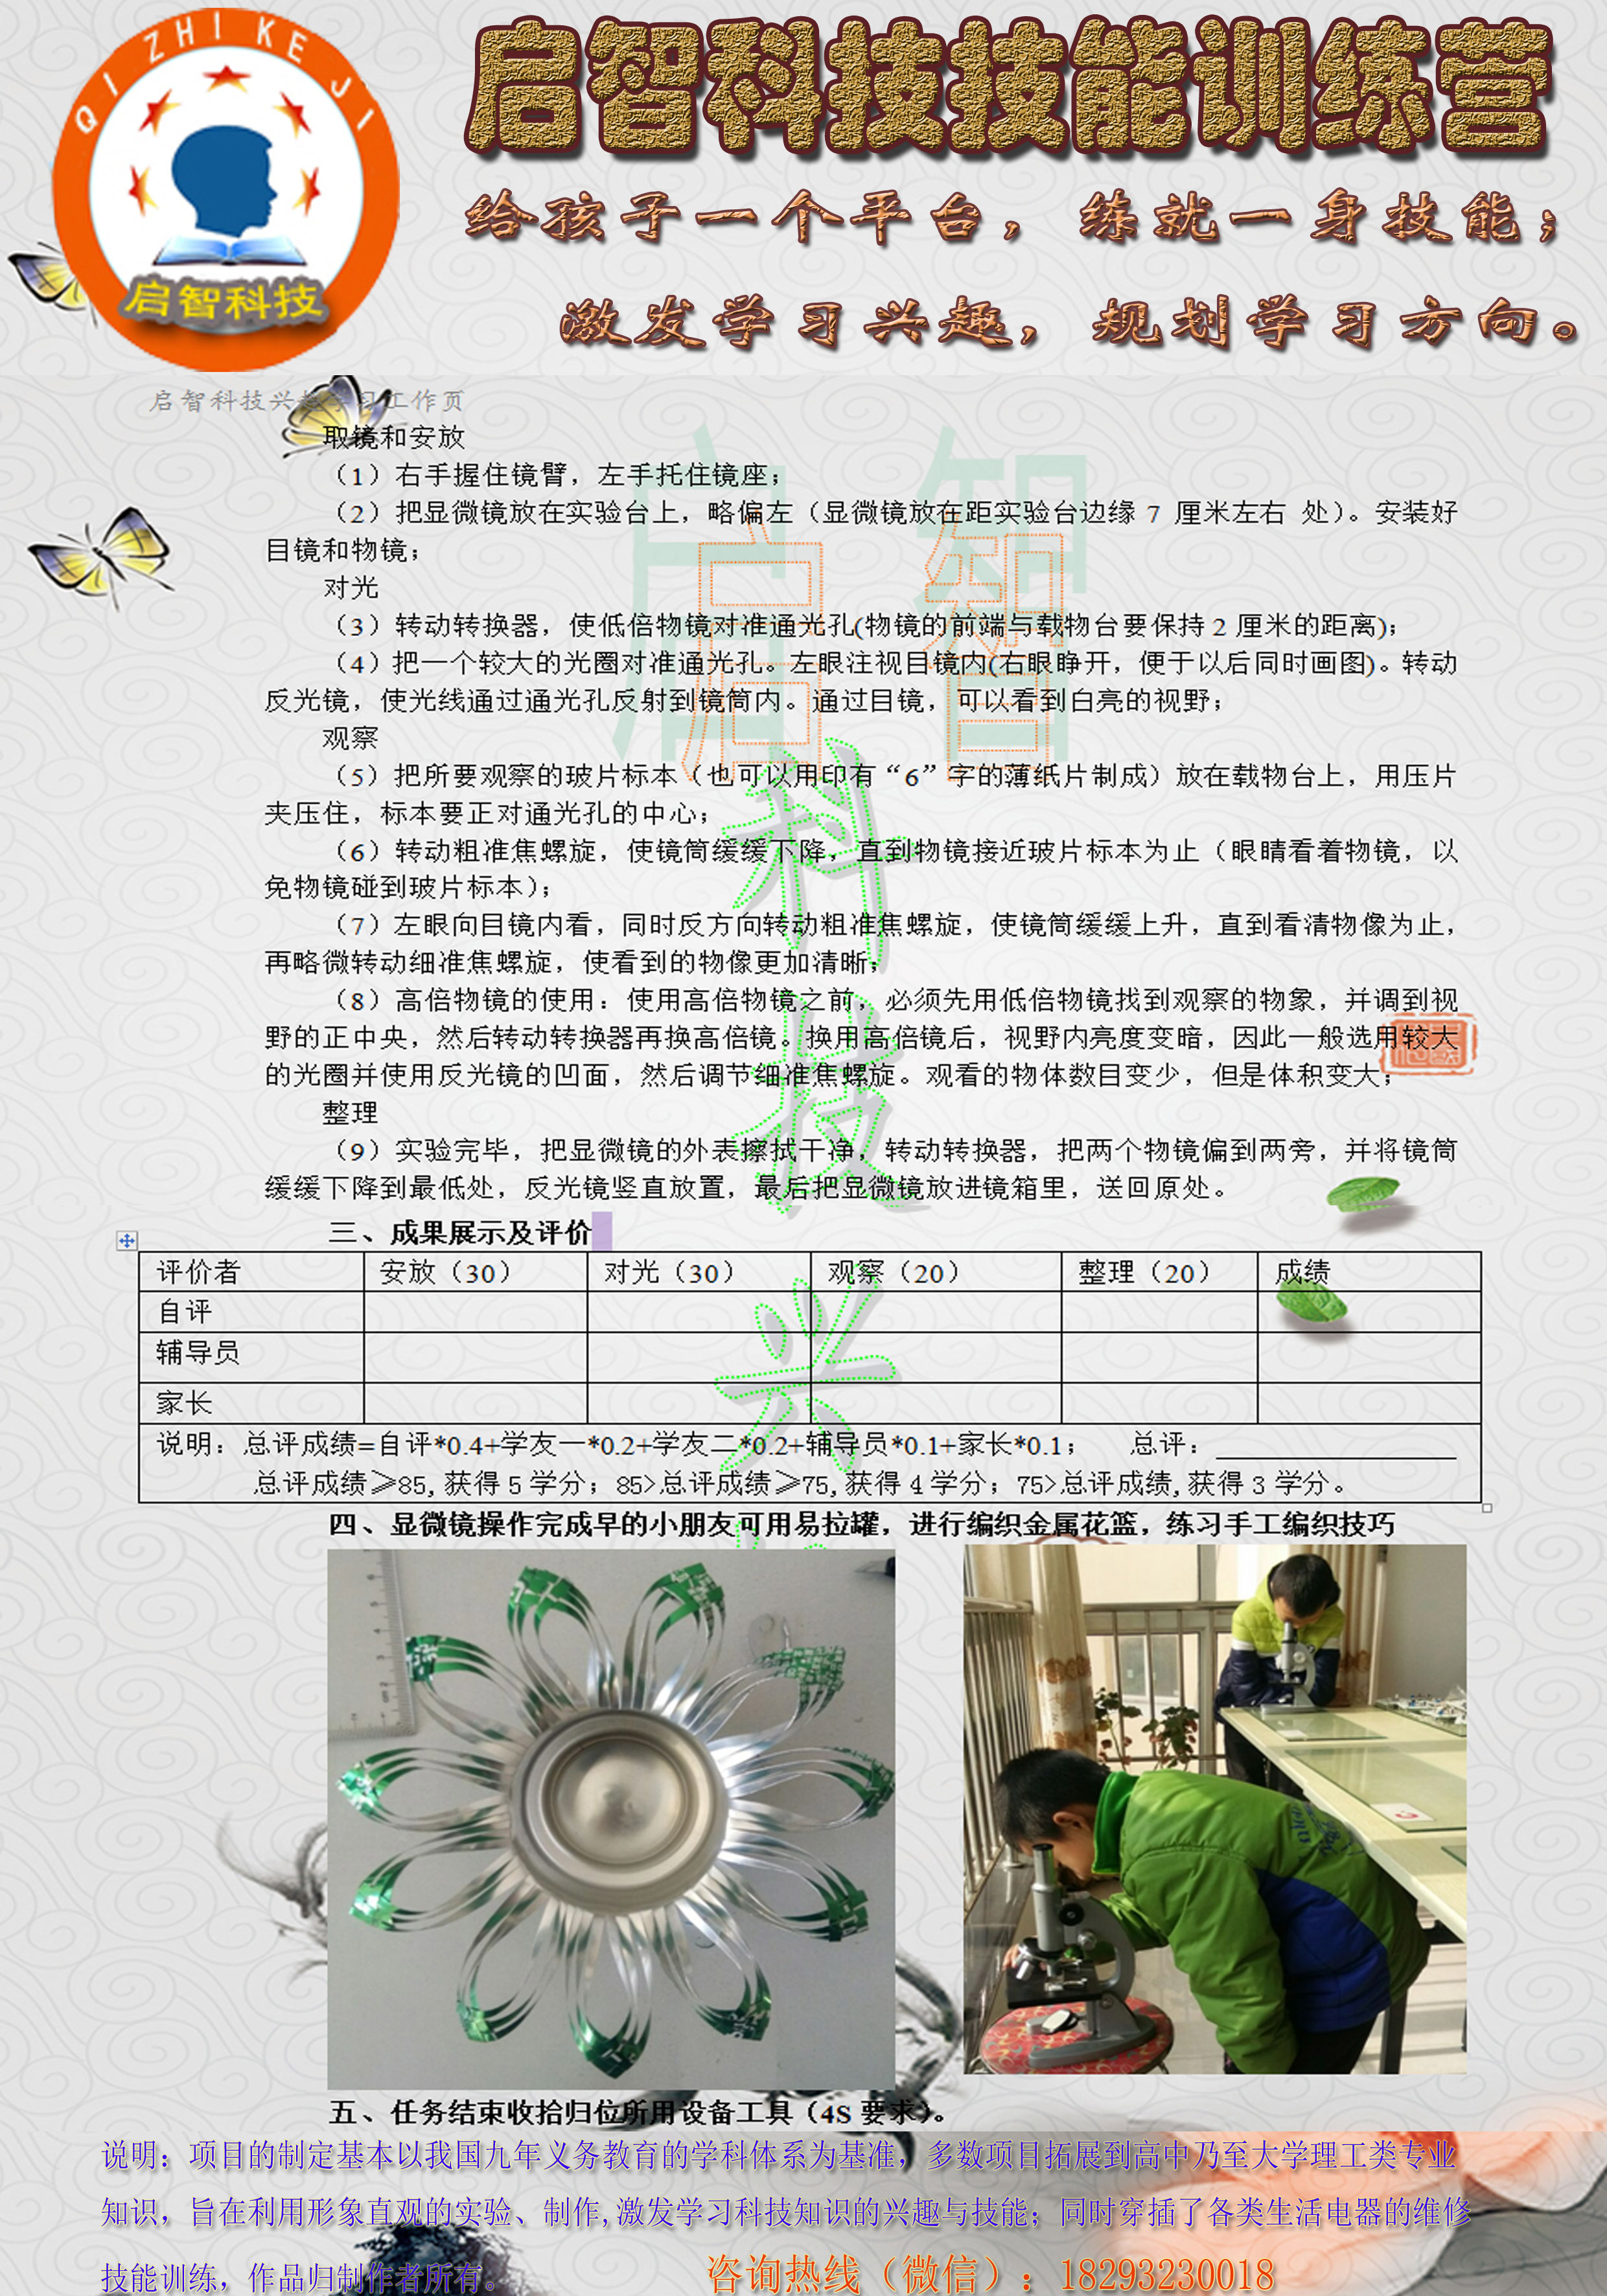 QI ZHI KE JI
启智科技
启智科技技能训练营
给孩子一个平台，练就一身技能；
激发学习兴趣，规划学习方向。
启智科技兴趣学习工作页
启智
启智
科技兴
取镜和安放
（1）右手握住镜臂，左手托住镜座；
（2）把显微镜放在实验台上，略偏左（显微镜放在距实验台边缘 7 厘米左右 处）。安装好
目镜和物镜；
对光
（3）转动转换器，使低倍物镜对准通光孔(物镜的前端与载物台要保持 2 厘米的距离)；
（4）把一个较大的光圈对准通光孔。左眼注视目镜内(右眼睁开，便于以后同时画图)。转动
反光镜，使光线通过通光孔反射到镜筒内。通过目镜，可以看到白亮的视野；
观察
（5）把所要观察的玻片标本（也可以用印有“6”字的薄纸片制成）放在载物台上，用压片
夹压住，标本要正对通光孔的中心；
（6）转动粗准焦螺旋，使镜筒缓缓下降，直到物镜接近玻片标本为止（眼睛看着物镜，以
免物镜碰到玻片标本）；
（7）左眼向目镜内看，同时反方向转动粗准焦螺旋，使镜筒缓缓上升，直到看清物像为止，
再略微转动细准焦螺旋，使看到的物像更加清晰；
（8）高倍物镜的使用：使用高倍物镜之前，必须先用低倍物镜找到观察的物象，并调到视
野的正中央，然后转动转换器再换高倍镜。换用高倍镜后，视野内亮度变暗，因此一般选用较大
的光圈并使用反光镜的凹面，然后调节细准焦螺旋。观看的物体数目变少，但是体积变大；
整理
（9）实验完毕，把显微镜的外表擦拭干净，转动转换器，把两个物镜偏到两旁，并将镜筒
缓缓下降到最低处，反光镜竖直放置，最后把显微镜放进镜箱里，送回原处。
三、成果展示及评价
评价者 安放（30） 对光（30） 观察（20） 整理（20） 成绩
自评
辅导员
家长
说明：总评成绩=自评*0.4+学友一*0.2+学友二*0.2+辅导员*0.1+家长*0.1； 总评：
总评成绩≥85,获得 5 学分；85>总评成绩≥75,获得 4 学分；75>总评成绩,获得 3 学分。
四、显微镜操作完成早的小朋友可用易拉罐，进行编织金属花篮，练习手工编织技巧
五、任务结束收拾归位所用设备工具（4S 要求）。
说明：项目的制定基本以我国九年义务教育的学科体系为基准，多数项目拓展到高中乃至大学理工类专业
知识，旨在利用形象直观的实验、制作,激发学习科技知识的兴趣与技能；同时穿插了各类生活电器的维修
技能训练，作品归制作者所有。
咨询热线（微信）：18293230018